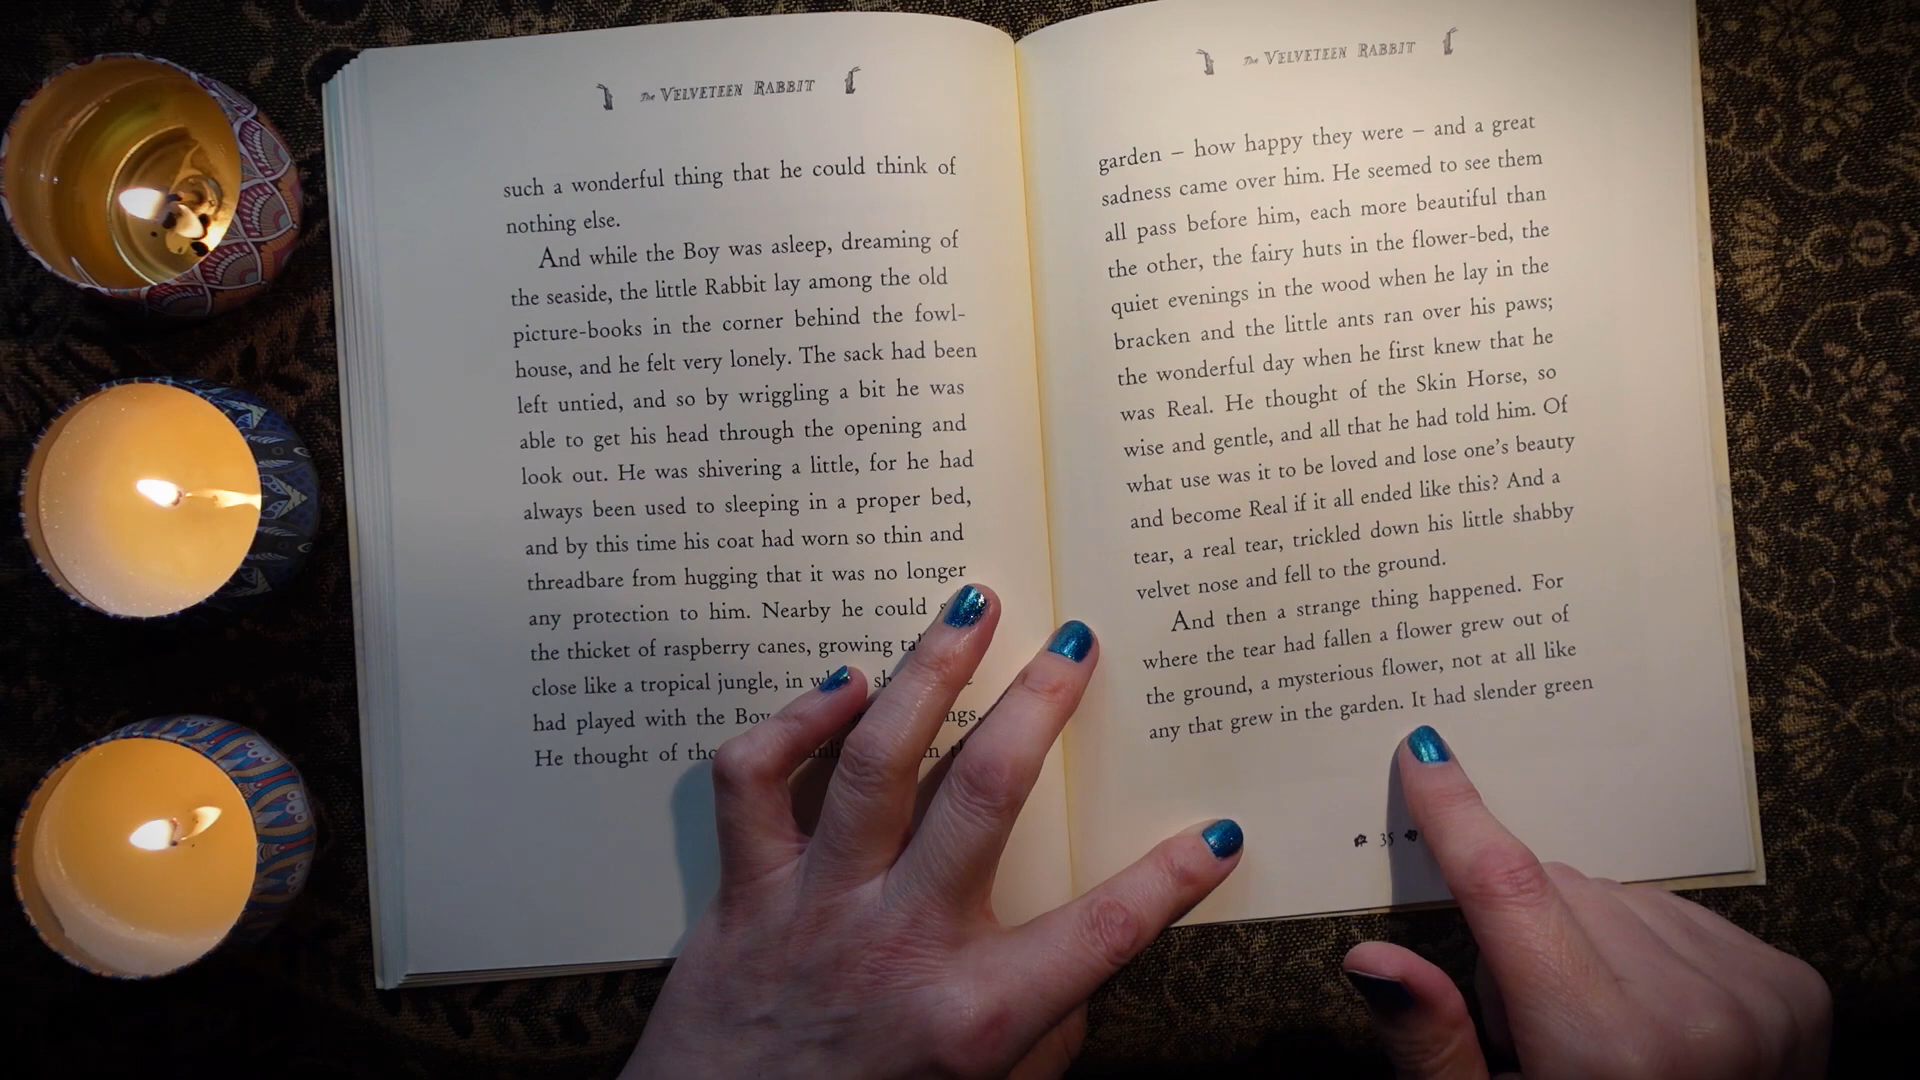 The VELVETEEN RABBIT
such a wonderful thing that he could think of
nothing else.
And while the Boy was asleep, dreaming of
the seaside, the little Rabbit lay among the old
picture-books in the corner behind the fowl-
house, and he felt very lonely. The sack had been
left untied, and so by wriggling a bit he was
able to get his head through the opening and
look out. He was shivering a little, for he had
always been used to sleeping in a proper bed,
and by this time his coat had worn so thin and
threadbare from hugging that it was no longer
any protection to him. Nearby he could
the thicket of raspberry canes, growing
close like a tropical jungle, in
had played with the Boy
He thought of
The VELVETEEN RABBIT
garden – how happy they were – and a great
sadness came over him. He seemed to see them
all pass before him, each more beautiful than
the other, the fairy huts in the flower-bed, the
quiet evenings in the wood when he lay in the
bracken and the little ants ran over his paws;
the wonderful day when he first knew that he
was Real. He thought of the Skin Horse, so
wise and gentle, and all that he had told him. Of
what use was it to be loved and lose one's beauty
and become Real if it all ended like this? And a
tear, a real tear, trickled down his little shabby
velvet nose and fell to the ground.
And then a strange thing happened. For
where the tear had fallen a flower grew out of
the ground, a mysterious flower, not at all like
any that grew in the garden. It had slender green
35